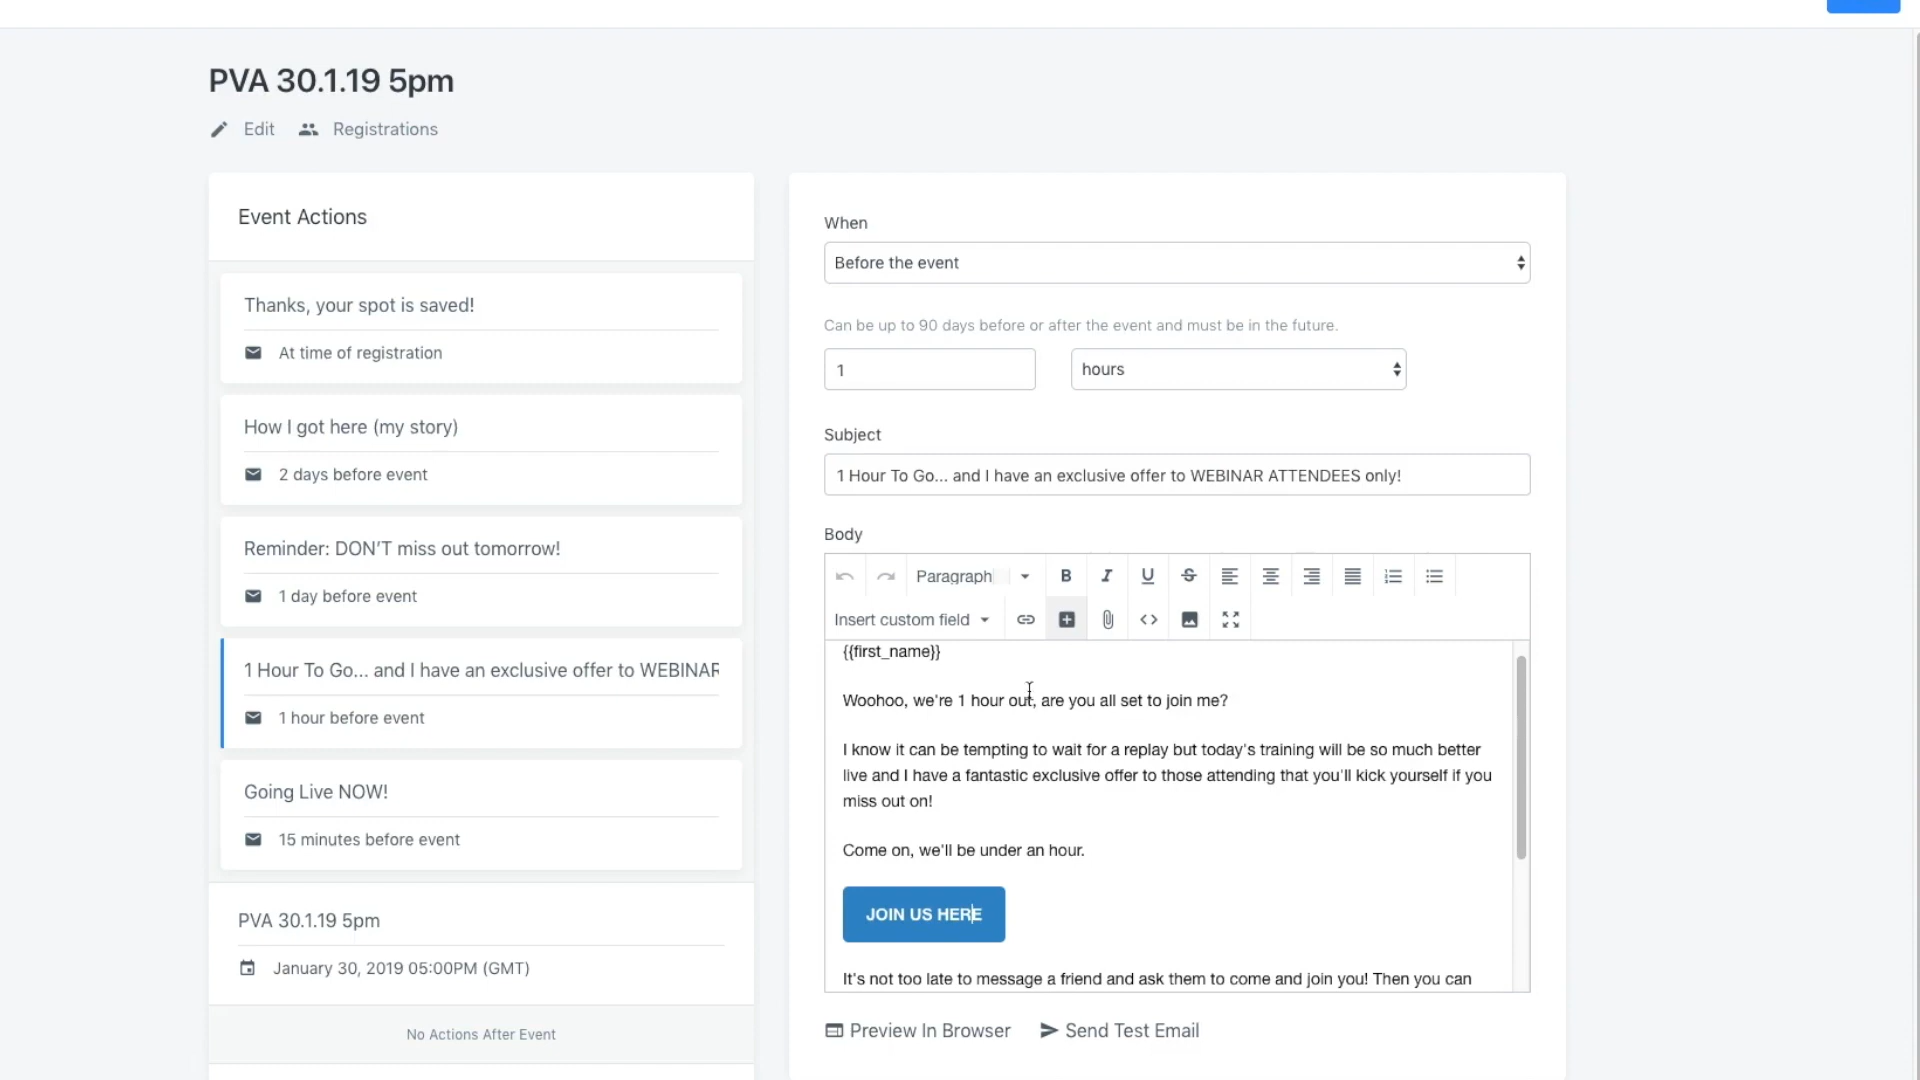 PVA 30.1.19 5pm
Edit Registrations
Event Actions
Thanks, your spot is saved!
At time of registration
How I got here (my story)
2 days before event
Reminder: DON'T miss out tomorrow!
1 day before event
1 Hour To Go... and I have an exclusive offer to WEBINAR
1 hour before event
Going Live NOW!
15 minutes before event
PVA 30.1.19 5pm
January 30, 2019 05:00PM (GMT)
No Actions After Event
When
Before the event
Can be up to 90 days before or after the event and must be in the future.
1 hours
Subject
1 Hour To Go... and I have an exclusive offer to WEBINAR ATTENDEES only!
Body
Paragraph B I U S
Insert custom field
{{first_name}}
Woohoo, we're 1 hour out, are you all set to join me?
I know it can be tempting to wait for a replay but today's training will be so much better
live and I have a fantastic exclusive offer to those attending that you'll kick yourself if you
miss out on!
Come on, we'll be under an hour.
JOIN US HERE
It's not too late to message a friend and ask them to come and join you! Then you can
Preview In Browser Send Test Email